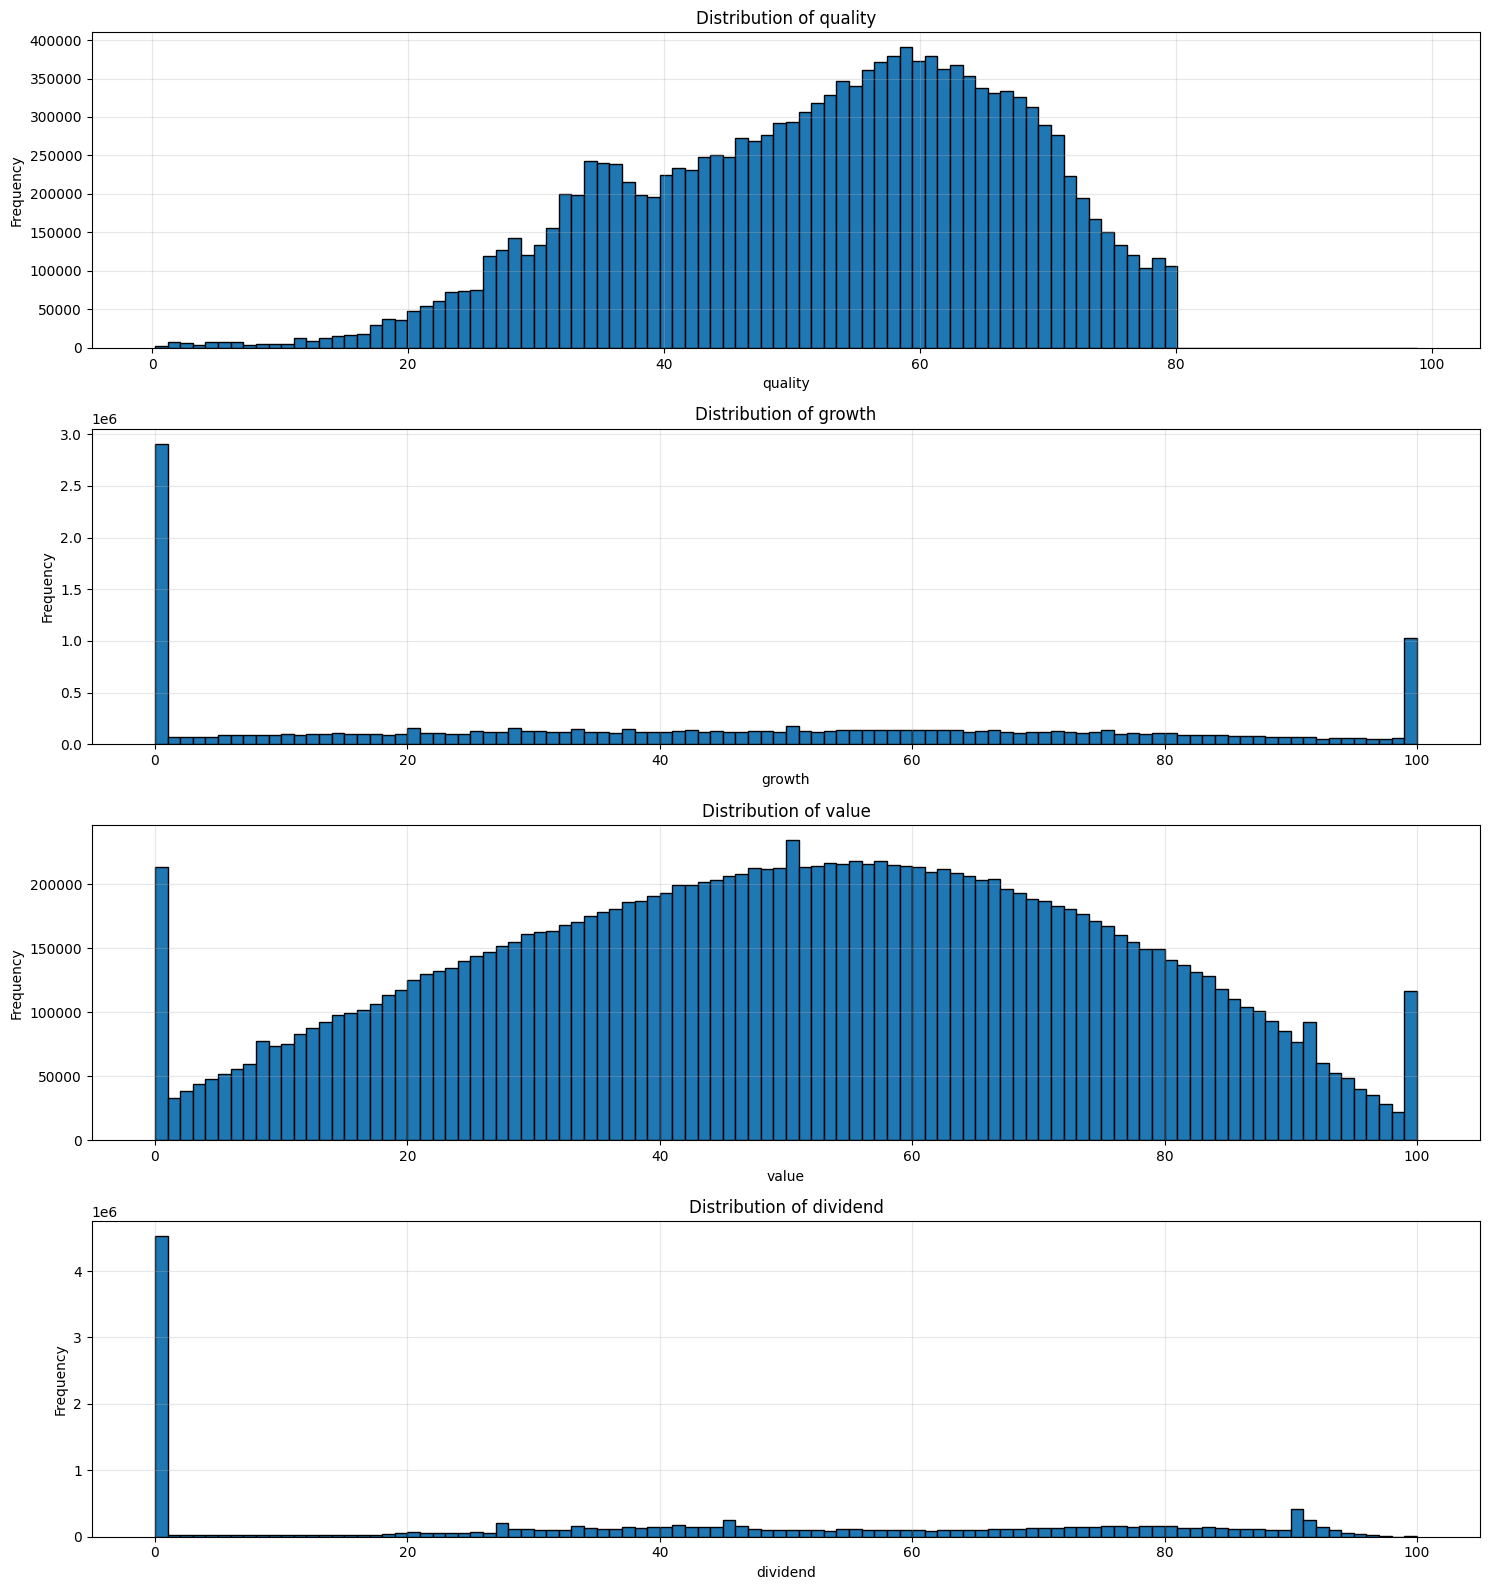 Distribution of quality
400000
350000
300000
250000
200000
150000
100000
50000
0
Frequency
0 20 40 60 80 100
quality
Distribution of growth
1e6
3.0
2.5
2.0
1.5
1.0
0.5
0.0
Frequency
0 20 40 60 80 100
growth
Distribution of value
200000
150000
100000
50000
0
Frequency
0 20 40 60 80 100
value
Distribution of dividend
1e6
4
3
2
1
0
Frequency
0 20 40 60 80 100
dividend